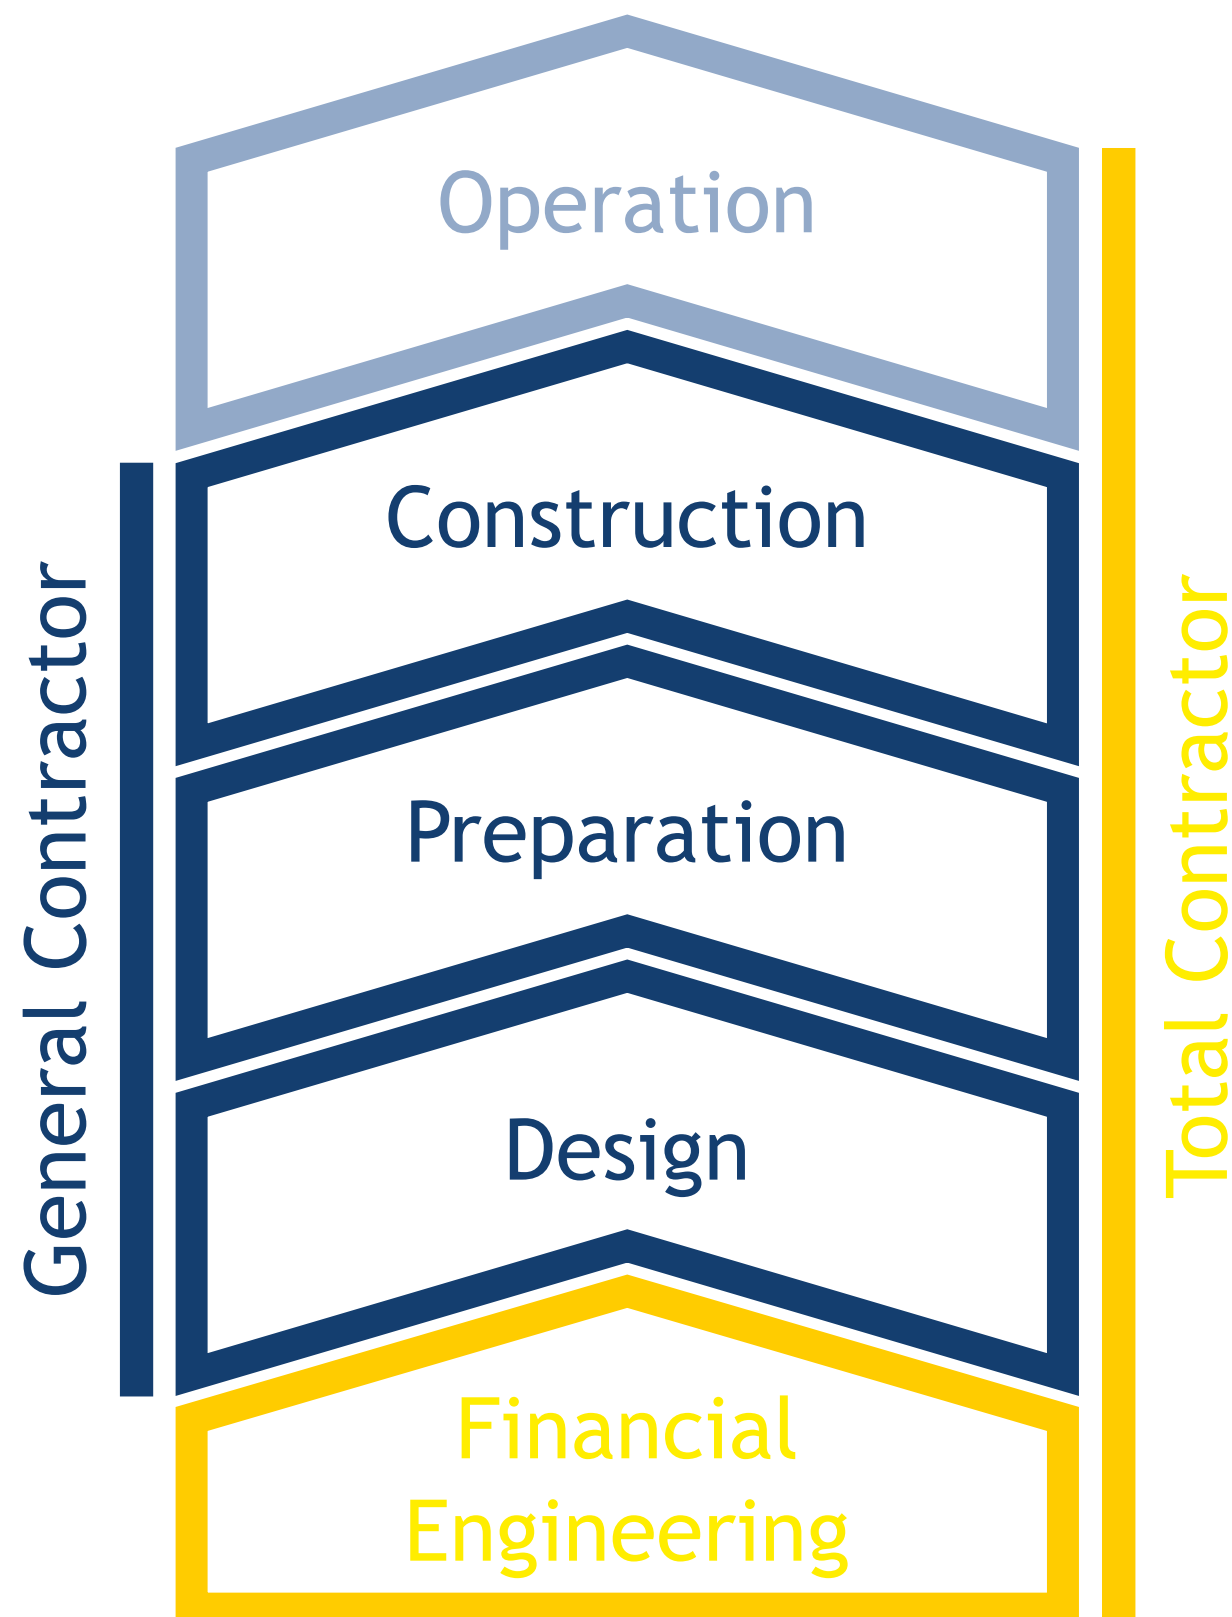 Operation
Construction
Preparation
Design
Financial
Engineering
General Contractor
Total Contractor